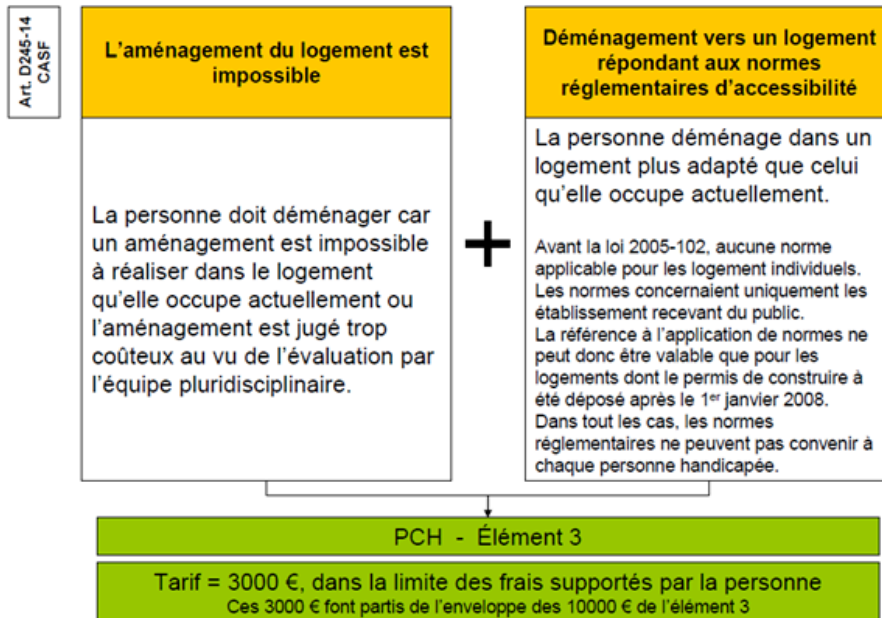 Art. D245-14
CASF
L'aménagement du logement est
impossible
La personne doit déménager car
un aménagement est impossible
à réaliser dans le logement
qu'elle occupe actuellement ou
l'aménagement est jugé trop
coûteux au vu de l'évaluation par
l'équipe pluridisciplinaire.
+
Déménagement vers un logement
répondant aux normes
réglementaires d'accessibilité
La personne déménage dans un
logement plus adapté que celui
qu'elle occupe actuellement.
Avant la loi 2005-102, aucune norme
applicable pour les logement individuels.
Les normes concernaient uniquement les
établissement recevant du public.
La référence à l'application de normes ne
peut donc être valable que pour les
logements dont le permis de construire à
été déposé après le 1er janvier 2008.
Dans tout les cas, les normes
réglementaires ne peuvent pas convenir à
chaque personne handicapée.
PCH - Élément 3
Tarif = 3000 €, dans la limite des frais supportés par la personne
Ces 3000 € font partis de l'enveloppe des 10000 € de l'élément 3